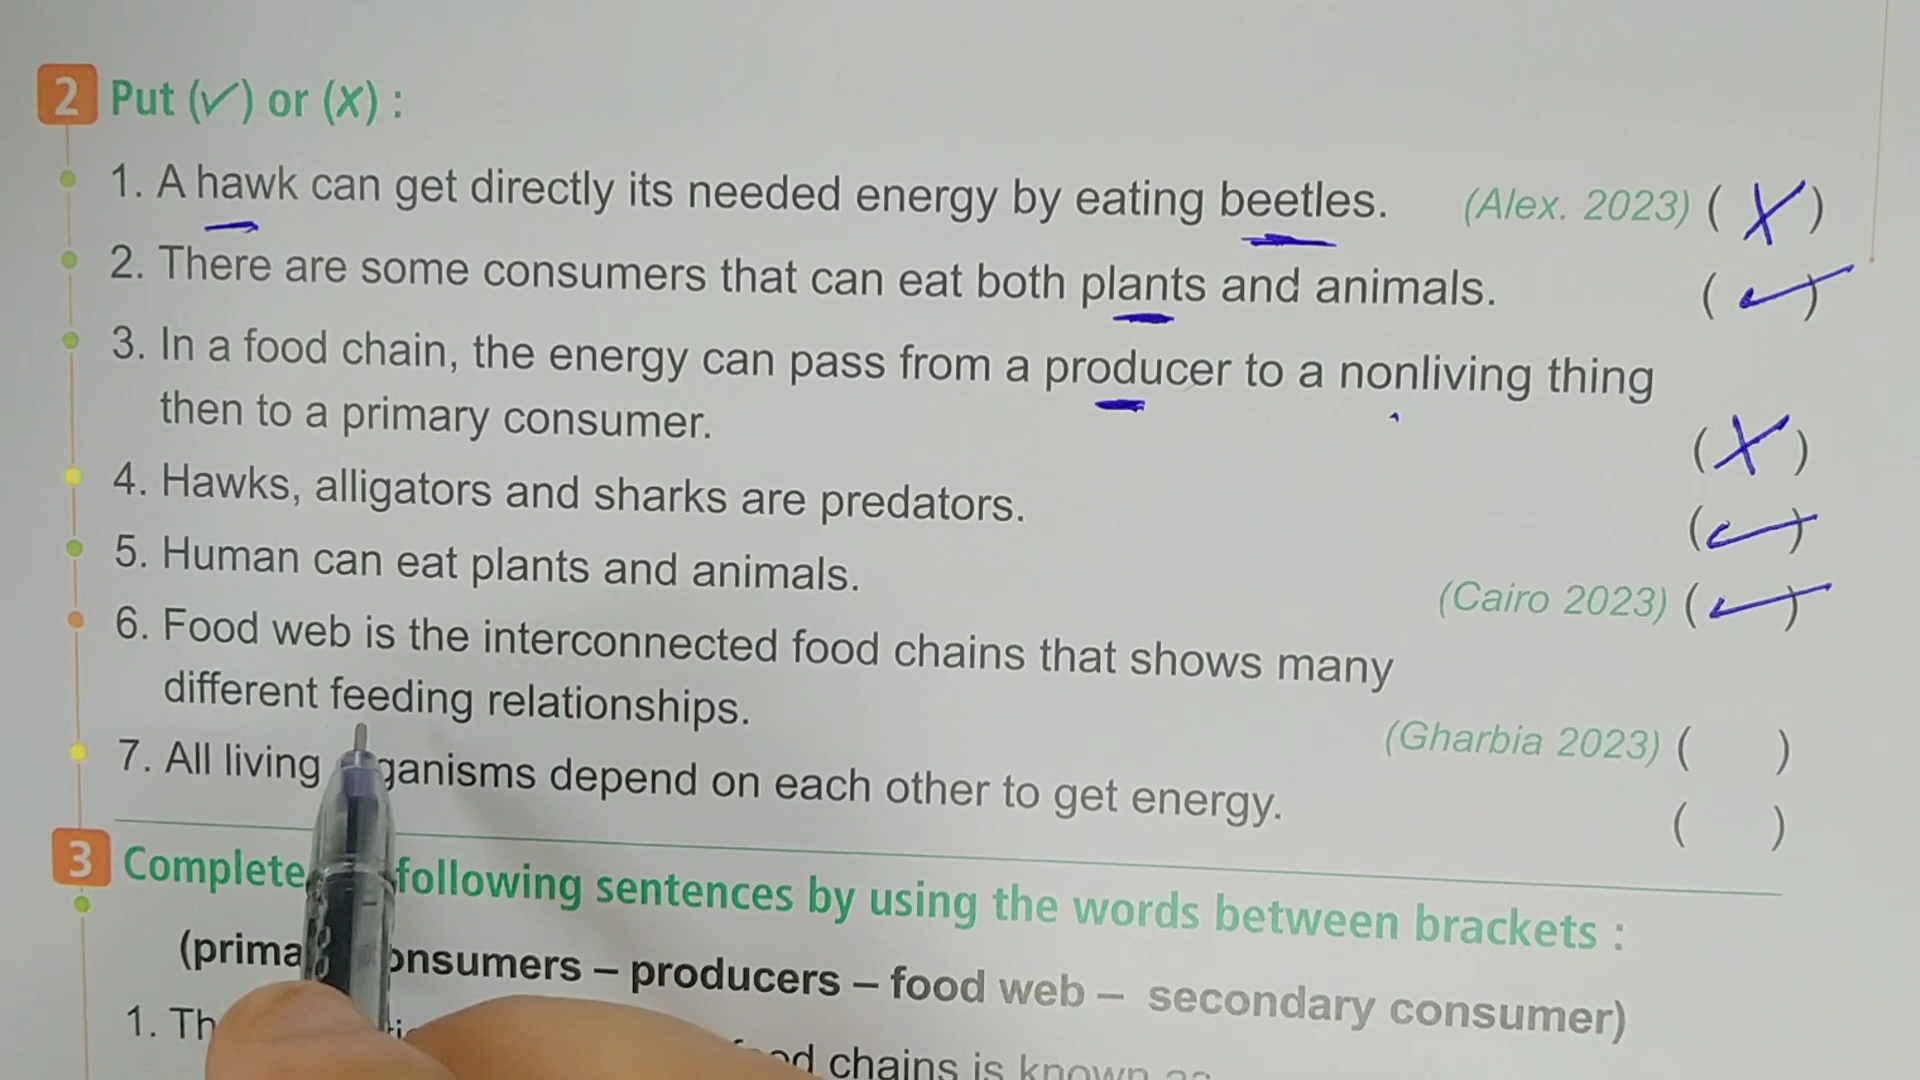 2 Put (✓) or (x) :
1. A hawk can get directly its needed energy by eating beetles. (Alex. 2023) ( X )
2. There are some consumers that can eat both plants and animals. ( ✓ )
3. In a food chain, the energy can pass from a producer to a nonliving thing
then to a primary consumer. ( X )
4. Hawks, alligators and sharks are predators. ( ✓ )
5. Human can eat plants and animals. (Cairo 2023) ( ✓ )
6. Food web is the interconnected food chains that shows many
different feeding relationships. (Gharbia 2023) ( )
7. All living depend on each other to get energy. ( )
3 Complete following sentences by using the words between brackets :
– producers – food web – secondary consumer)
1. chains is known as